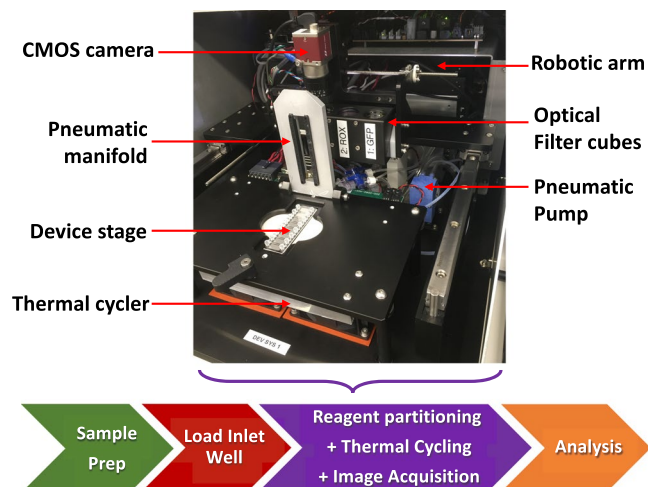 CMOS camera
Robotic arm
Pneumatic
manifold
Optical
Filter cubes
2: ROX
1: GFP
Pneumatic
Pump
Device stage
Thermal cycler
DEV SYS 1
Sample
Prep
Load Inlet
Well
Reagent partitioning
+ Thermal Cycling
+ Image Acquisition
Analysis